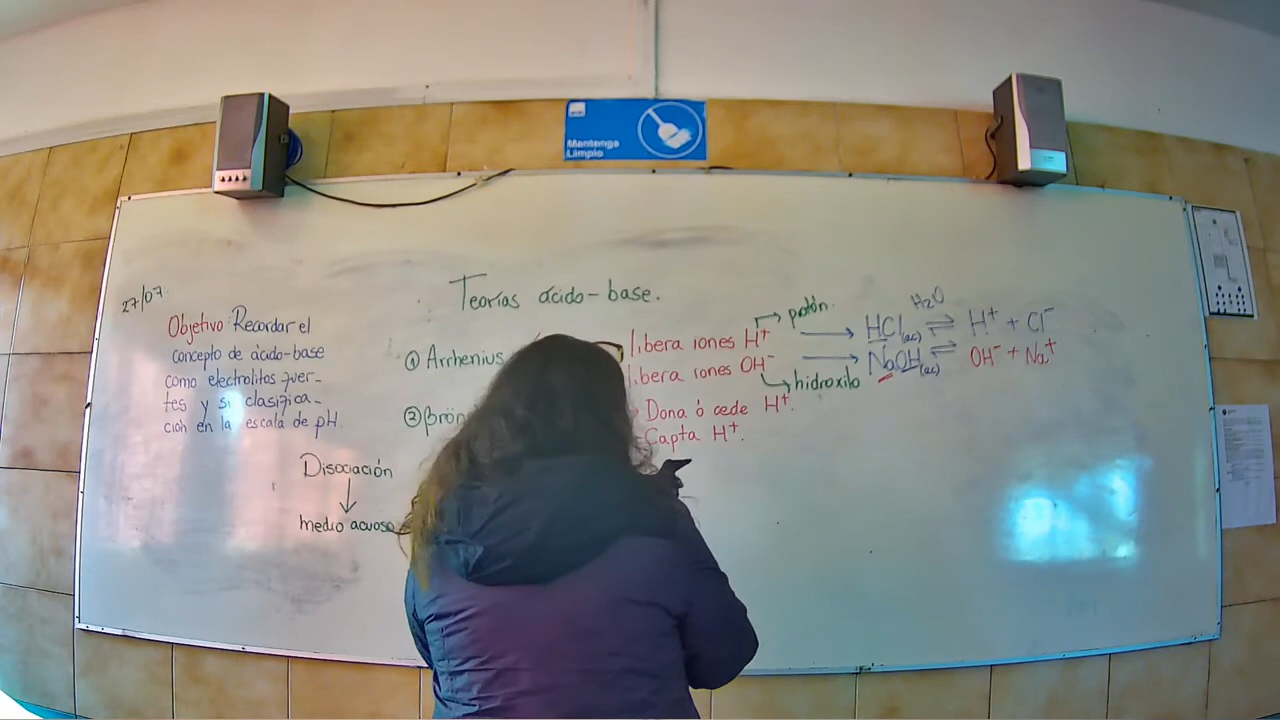 Mantenga
Limpio
27/07
Teorías ácido-base.
Objetivo: Recordar el
concepto de ácido-base
como electrolitos fuer-
tes y su clasifica-
ción en la escala de pH.
Disociación
↓
medio acuoso
① Arrhenius
libera iones H⁺ → protón
libera iones OH⁻ → hidroxilo
→ HCl(ac) ⇌ H⁺ + Cl⁻
H₂O
→ NaOH(ac) ⇌ OH⁻ + Na⁺
② Brön
Dona ó cede H⁺.
Capta H⁺.